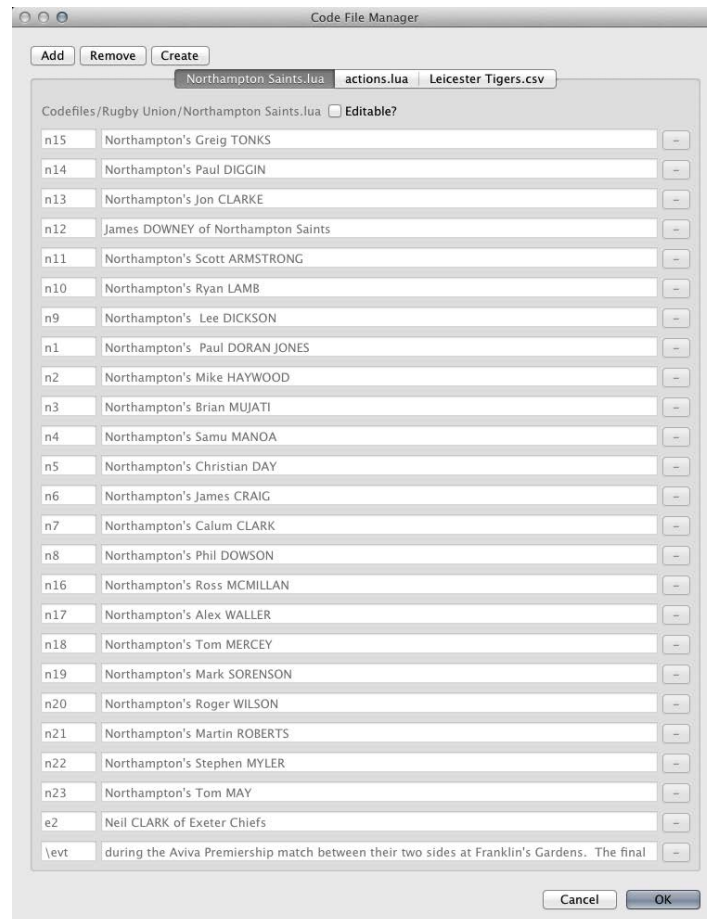 Code File Manager
Add Remove Create
Northampton Saints.lua actions.lua Leicester Tigers.csv
Codefiles/Rugby Union/Northampton Saints.lua Editable?
n15 Northampton's Greig TONKS -
n14 Northampton's Paul DIGGIN -
n13 Northampton's Jon CLARKE -
n12 James DOWNEY of Northampton Saints -
n11 Northampton's Scott ARMSTRONG -
n10 Northampton's Ryan LAMB -
n9 Northampton's  Lee DICKSON -
n1 Northampton's  Paul DORAN JONES -
n2 Northampton's Mike HAYWOOD -
n3 Northampton's Brian MUJATI -
n4 Northampton's Samu MANOA -
n5 Northampton's Christian DAY -
n6 Northampton's James CRAIG -
n7 Northampton's Calum CLARK -
n8 Northampton's Phil DOWSON -
n16 Northampton's Ross MCMILLAN -
n17 Northampton's Alex WALLER -
n18 Northampton's Tom MERCEY -
n19 Northampton's Mark SORENSON -
n20 Northampton's Roger WILSON -
n21 Northampton's Martin ROBERTS -
n22 Northampton's Stephen MYLER -
n23 Northampton's Tom MAY -
e2 Neil CLARK of Exeter Chiefs -
\evt during the Aviva Premiership match between their two sides at Franklin's Gardens.  The final -
Cancel OK